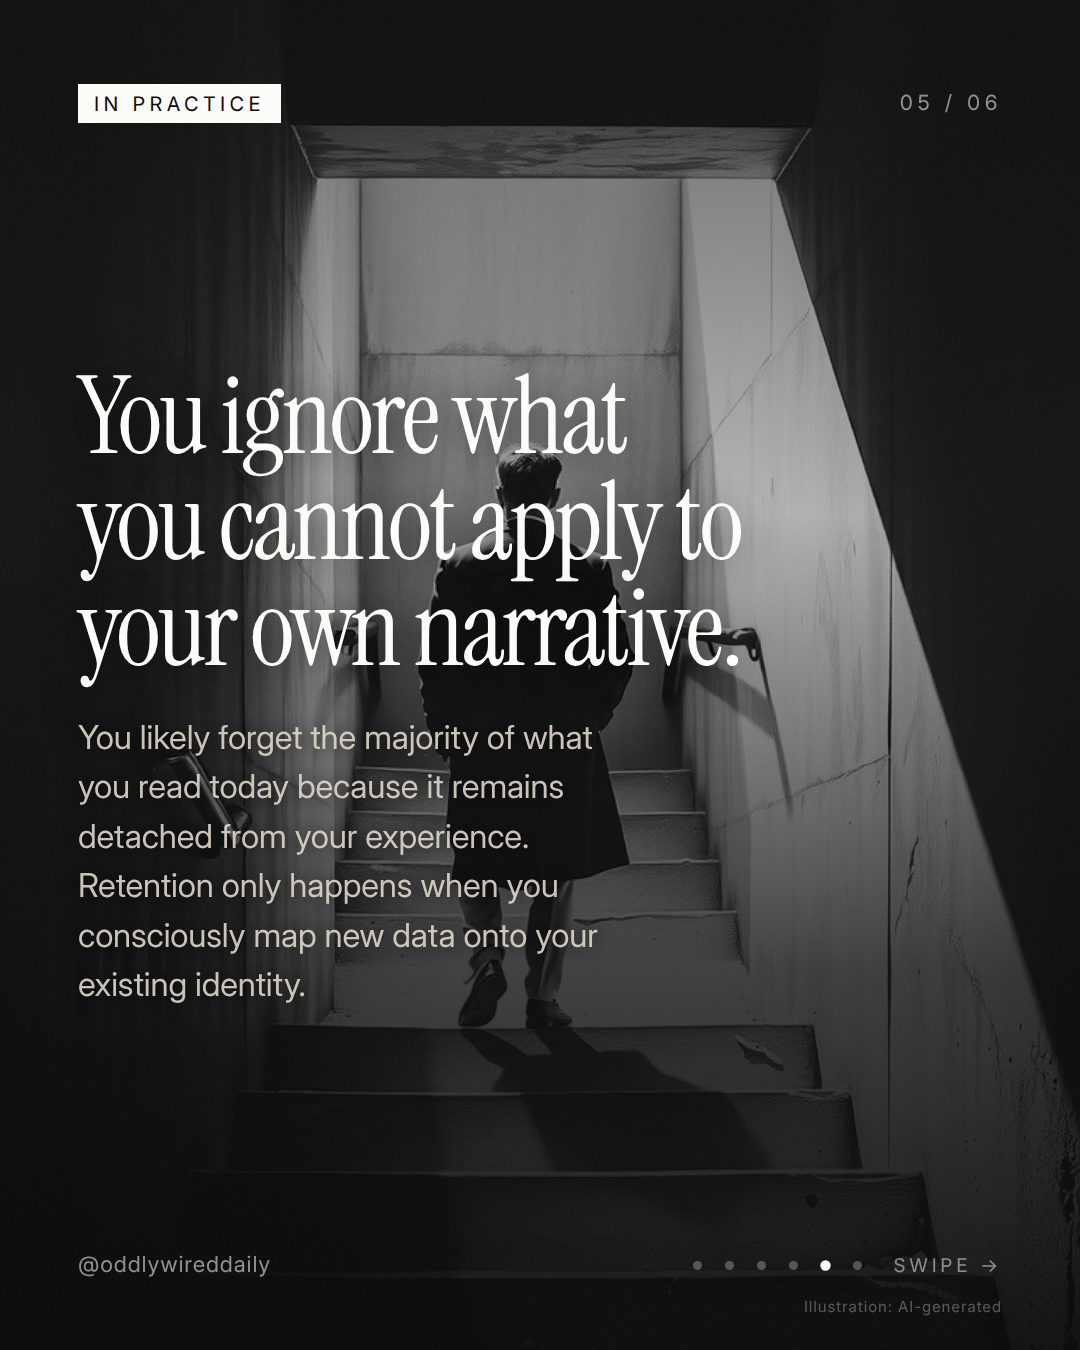 IN PRACTICE
05 / 06
You ignore what
you cannot apply to
your own narrative.
You likely forget the majority of what
you read today because it remains
detached from your experience.
Retention only happens when you
consciously map new data onto your
existing identity.
@oddlywireddaily
SWIPE →
Illustration: AI-generated